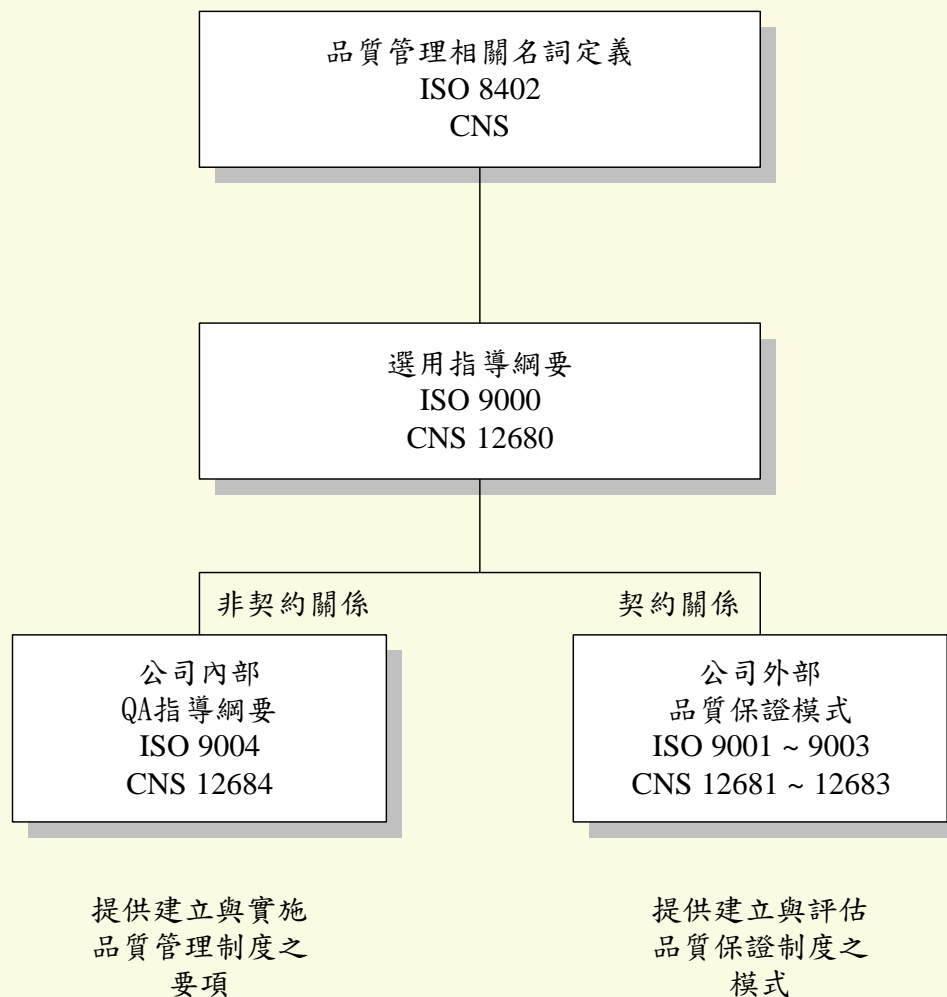 品質管理相關名詞定義
ISO 8402
CNS
選用指導綱要
ISO 9000
CNS 12680
非契約關係
契約關係
公司內部
QA指導綱要
ISO 9004
CNS 12684
公司外部
品質保證模式
ISO 9001 ~ 9003
CNS 12681 ~ 12683
提供建立與實施
品質管理制度之
要項
提供建立與評估
品質保證制度之
模式